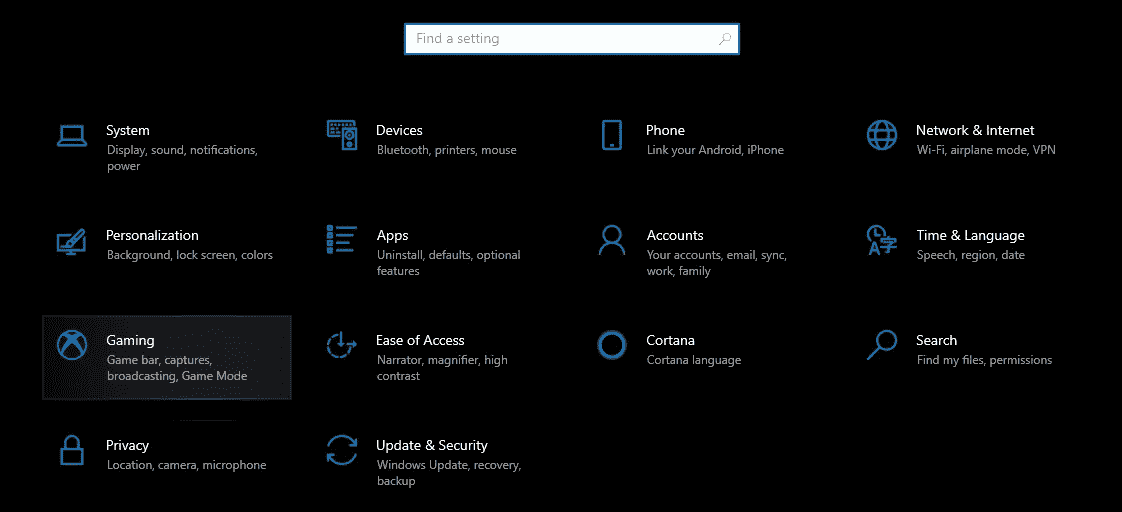 Find a setting
System
Display, sound, notifications,
power
Devices
Bluetooth, printers, mouse
Phone
Link your Android, iPhone
Network & Internet
Wi-Fi, airplane mode, VPN
Personalization
Background, lock screen, colors
Apps
Uninstall, defaults, optional
features
Accounts
Your accounts, email, sync,
work, family
Time & Language
Speech, region, date
Gaming
Game bar, captures,
broadcasting, Game Mode
Ease of Access
Narrator, magnifier, high
contrast
Cortana
Cortana language
Search
Find my files, permissions
Privacy
Location, camera, microphone
Update & Security
Windows Update, recovery,
backup